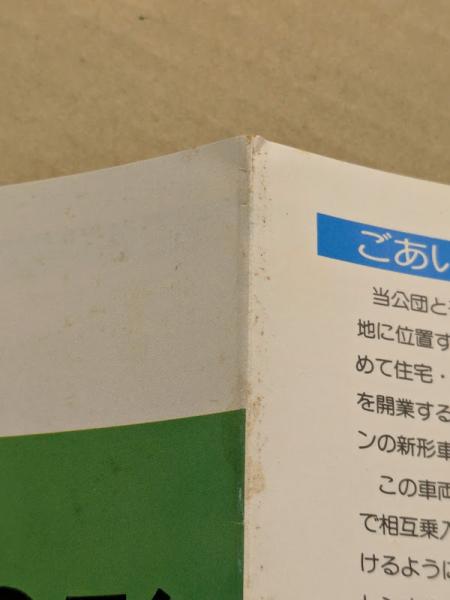 ごあい
当公団と
地に位置す
めて住宅・
を開業する
ンの新形車
この車両
で相互乗入
けるように